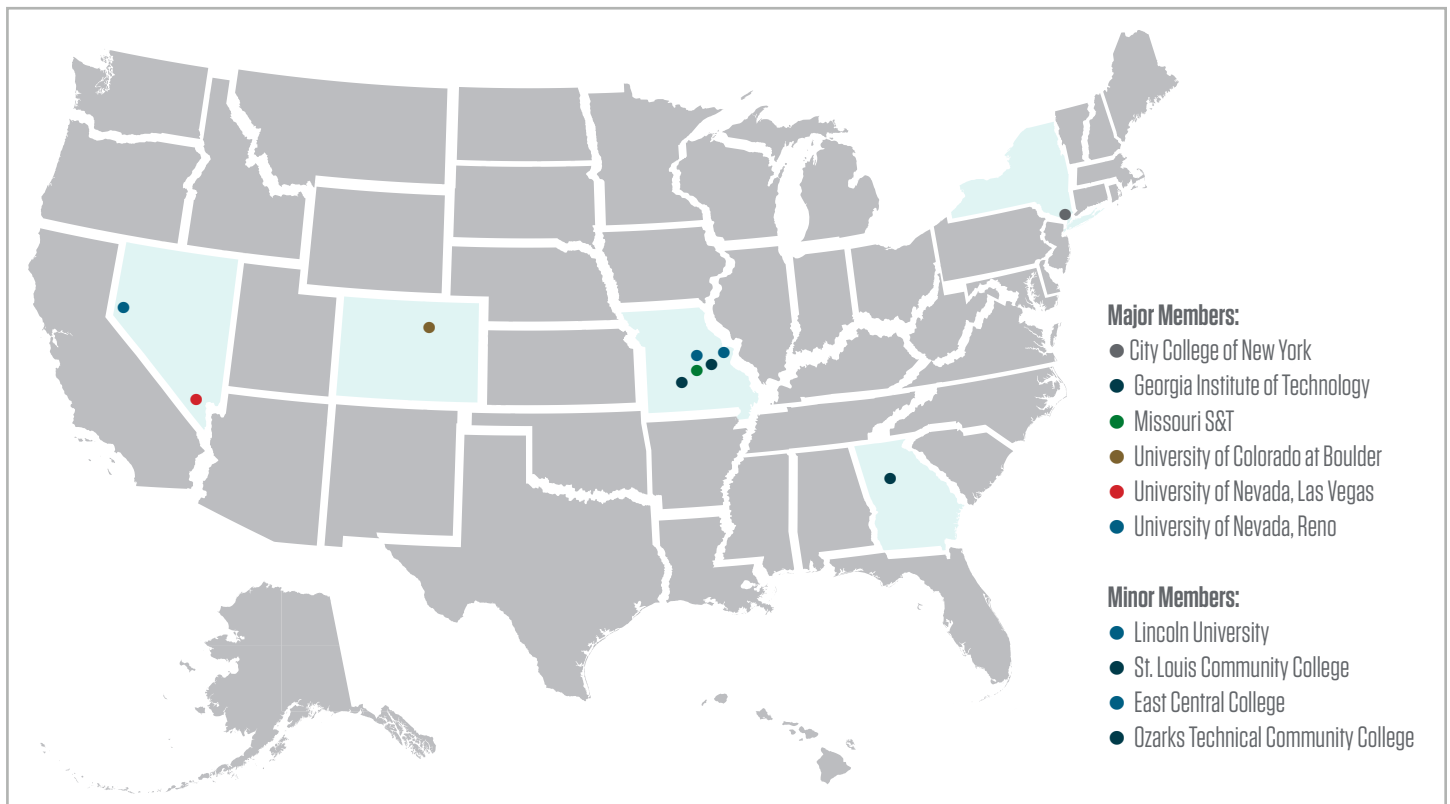 Major Members:
City College of New York
Georgia Institute of Technology
Missouri S&T
University of Colorado at Boulder
University of Nevada, Las Vegas
University of Nevada, Reno
Minor Members:
Lincoln University
St. Louis Community College
East Central College
Ozarks Technical Community College